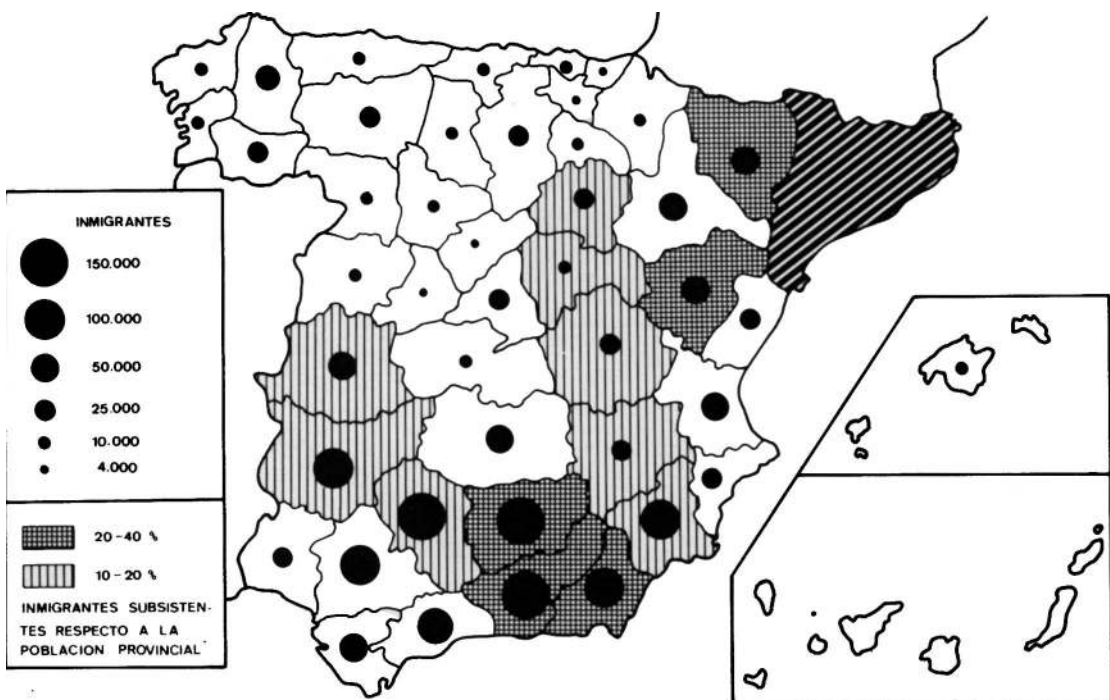 INMIGRANTES
150.000
100.000
50.000
25.000
10.000
4.000
20-40 %
10-20 %
INMIGRANTES SUBSISTEN-
TES RESPECTO A LA
POBLACION PROVINCIAL